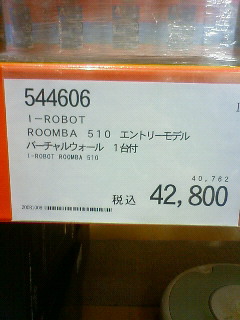 544606
I-ROBOT
ROOMBA 510 エントリーモデル
バーチャルウォール 1台付
I-ROBOT ROOMBA 510
40,762
税込 42,800